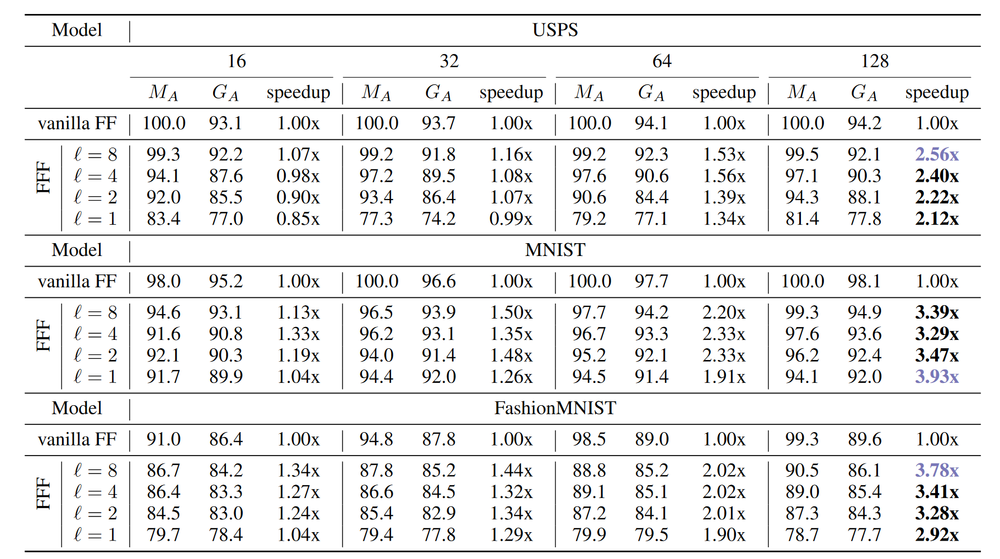 Model USPS
16 32 64 128
M_A G_A speedup M_A G_A speedup M_A G_A speedup M_A G_A speedup
vanilla FF 100.0 93.1 1.00x 100.0 93.7 1.00x 100.0 94.1 1.00x 100.0 94.2 1.00x
FFF
ℓ = 8 99.3 92.2 1.07x 99.2 91.8 1.16x 99.2 92.3 1.53x 99.5 92.1 2.56x
ℓ = 4 94.1 87.6 0.98x 97.2 89.5 1.08x 97.6 90.6 1.56x 97.1 90.3 2.40x
ℓ = 2 92.0 85.5 0.90x 93.4 86.4 1.07x 90.6 84.4 1.39x 94.3 88.1 2.22x
ℓ = 1 83.4 77.0 0.85x 77.3 74.2 0.99x 79.2 77.1 1.34x 81.4 77.8 2.12x
Model MNIST
vanilla FF 98.0 95.2 1.00x 100.0 96.6 1.00x 100.0 97.7 1.00x 100.0 98.1 1.00x
FFF
ℓ = 8 94.6 93.1 1.13x 96.5 93.9 1.50x 97.7 94.2 2.20x 99.3 94.9 3.39x
ℓ = 4 91.6 90.8 1.33x 96.2 93.1 1.35x 96.7 93.3 2.33x 97.6 93.6 3.29x
ℓ = 2 92.1 90.3 1.19x 94.0 91.4 1.48x 95.2 92.1 2.33x 96.2 92.4 3.47x
ℓ = 1 91.7 89.9 1.04x 94.4 92.0 1.26x 94.5 91.4 1.91x 94.1 92.0 3.93x
Model FashionMNIST
vanilla FF 91.0 86.4 1.00x 94.8 87.8 1.00x 98.5 89.0 1.00x 99.3 89.6 1.00x
FFF
ℓ = 8 86.7 84.2 1.34x 87.8 85.2 1.44x 88.8 85.2 2.02x 90.5 86.1 3.78x
ℓ = 4 86.4 83.3 1.27x 86.6 84.5 1.32x 89.1 85.1 2.02x 89.0 85.4 3.41x
ℓ = 2 84.5 83.0 1.24x 85.4 82.9 1.34x 87.2 84.1 2.01x 87.3 84.3 3.28x
ℓ = 1 79.7 78.4 1.04x 79.4 77.8 1.29x 79.9 79.5 1.90x 78.7 77.7 2.92x